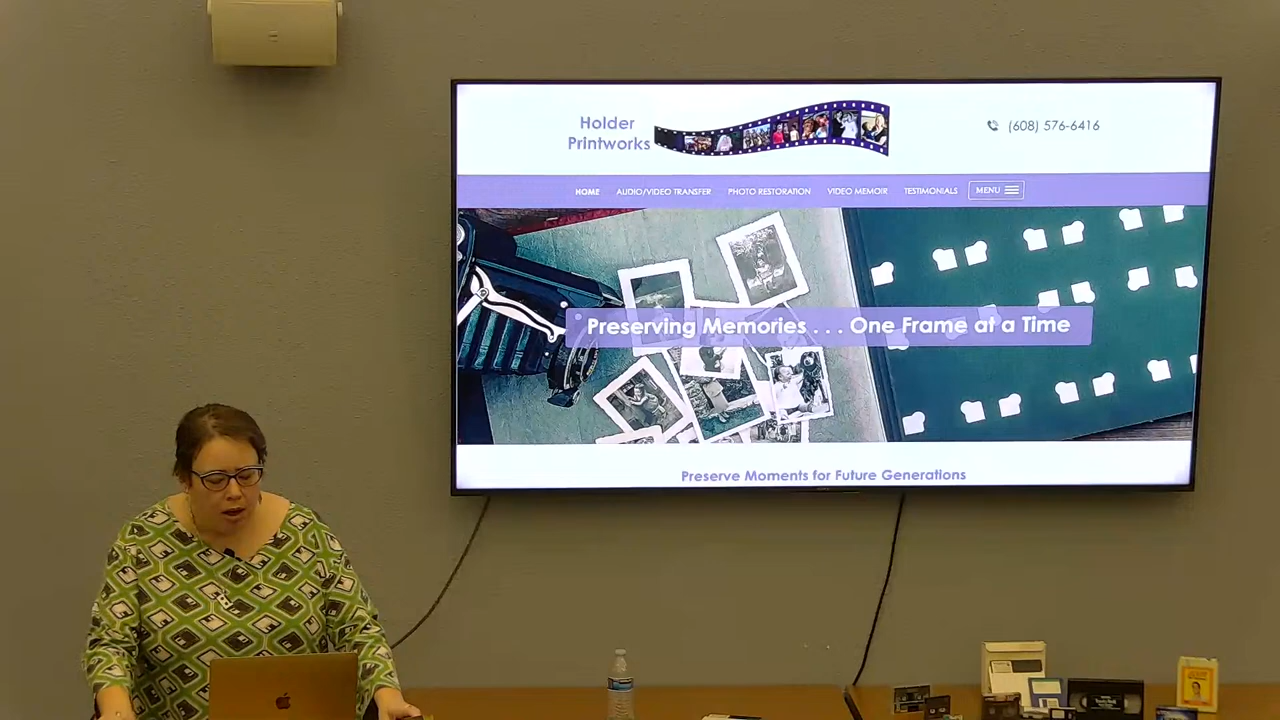 Holder
Printworks
(608) 576-6416
HOME AUDIO/VIDEO TRANSFER PHOTO RESTORATION VIDEO MEMOIR TESTIMONIALS MENU
Preserving Memories . . . One Frame at a Time
Preserve Moments for Future Generations